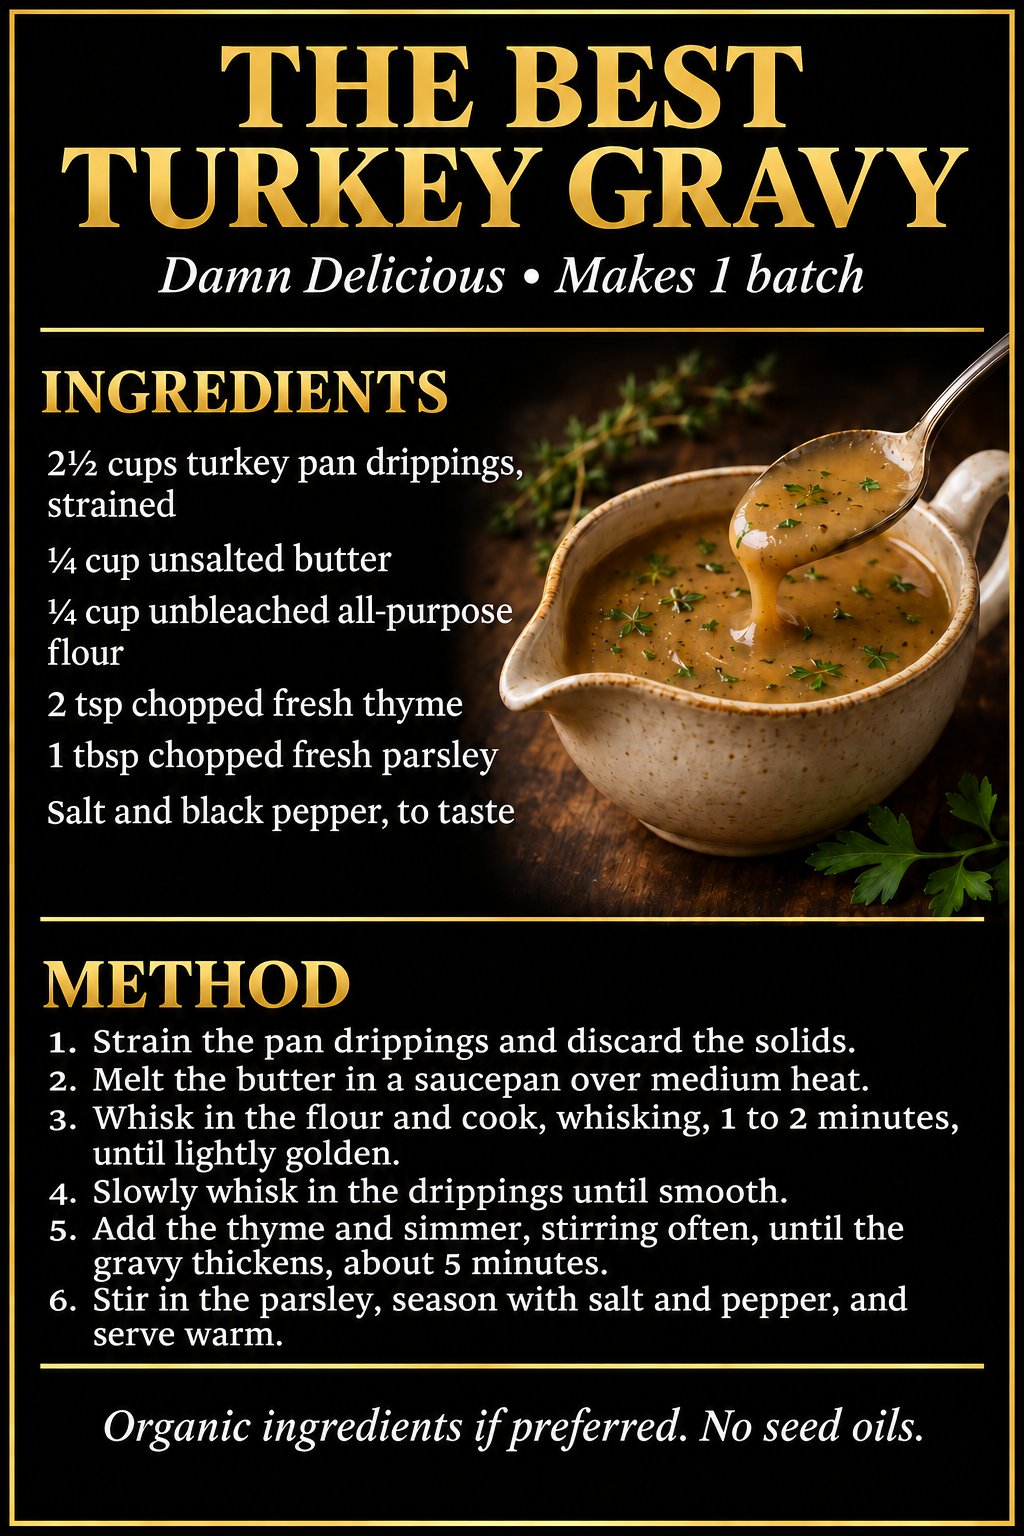 THE BEST
TURKEY GRAVY
Damn Delicious • Makes 1 batch
INGREDIENTS
2½ cups turkey pan drippings,
strained
¼ cup unsalted butter
¼ cup unbleached all-purpose
flour
2 tsp chopped fresh thyme
1 tbsp chopped fresh parsley
Salt and black pepper, to taste
METHOD
1. Strain the pan drippings and discard the solids.
2. Melt the butter in a saucepan over medium heat.
3. Whisk in the flour and cook, whisking, 1 to 2 minutes,
until lightly golden.
4. Slowly whisk in the drippings until smooth.
5. Add the thyme and simmer, stirring often, until the
gravy thickens, about 5 minutes.
6. Stir in the parsley, season with salt and pepper, and
serve warm.
Organic ingredients if preferred. No seed oils.